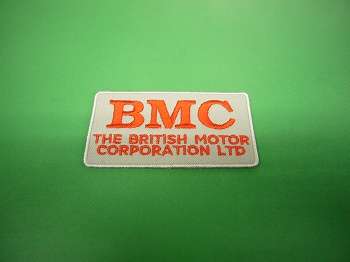 BMC
THE BRITISH MOTOR
CORPORATION LTD